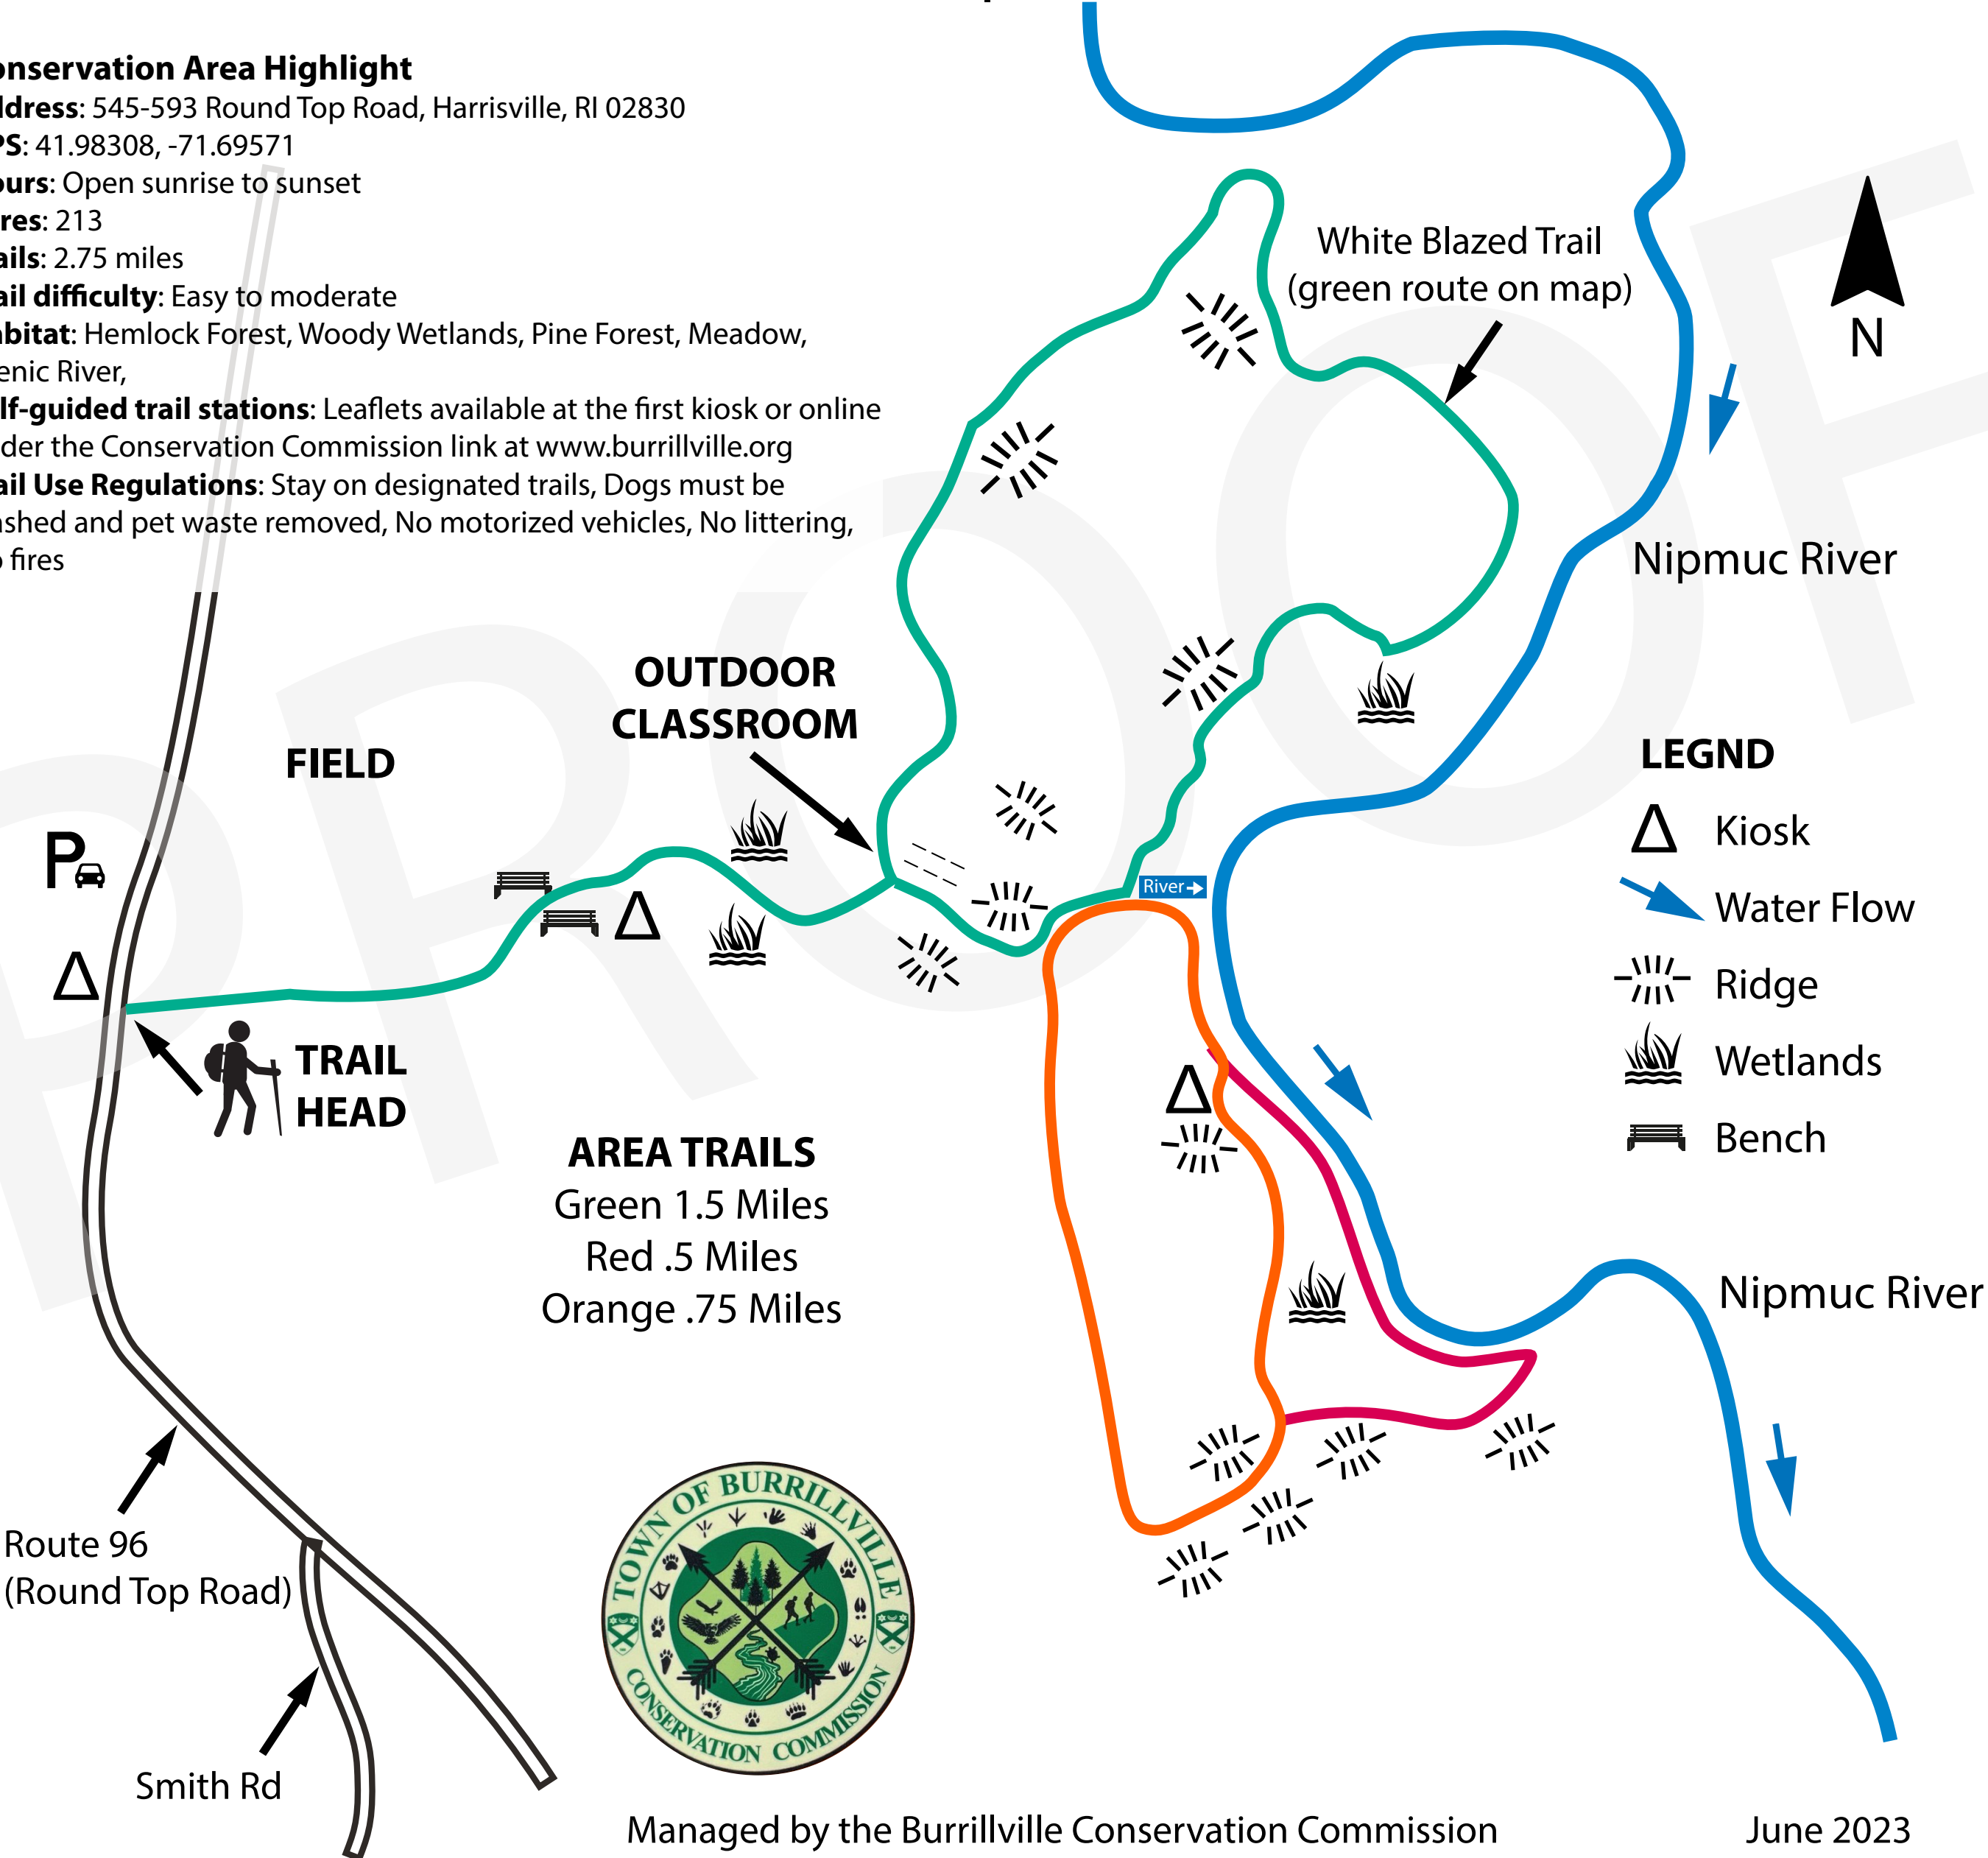 onservation Area Highlight
ddress: 545-593 Round Top Road, Harrisville, RI 02830
PS: 41.98308, -71.69571
ours: Open sunrise to sunset
res: 213
ails: 2.75 miles
ail difficulty: Easy to moderate
abitat: Hemlock Forest, Woody Wetlands, Pine Forest, Meadow,
enic River,
lf-guided trail stations: Leaflets available at the first kiosk or online
der the Conservation Commission link at www.burrillville.org
ail Use Regulations: Stay on designated trails, Dogs must be
ashed and pet waste removed, No motorized vehicles, No littering,
o fires
White Blazed Trail
(green route on map)
N
Nipmuc River
OUTDOOR
CLASSROOM
FIELD
P
River
TRAIL
HEAD
AREA TRAILS
Green 1.5 Miles
Red .5 Miles
Orange .75 Miles
LEGND
Kiosk
Water Flow
Ridge
Wetlands
Bench
Nipmuc River
Route 96
(Round Top Road)
Smith Rd
TOWN OF BURRILLVILLE
CONSERVATION COMMISSION
Managed by the Burrillville Conservation Commission
June 2023
PROOF